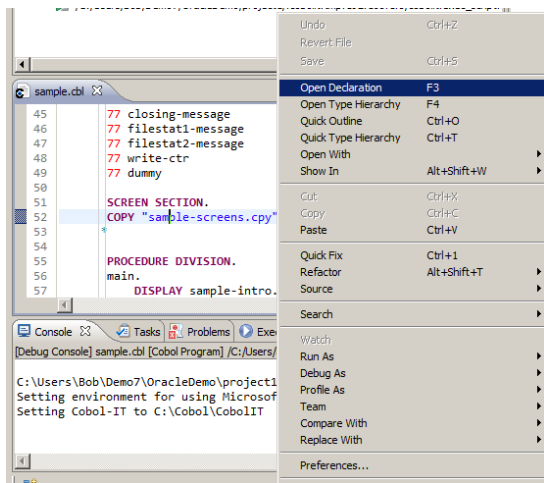 sample.cbl
45 77 closing-message
46 77 filestat1-message
47 77 filestat2-message
48 77 write-ctr
49 77 dummy
50
51 SCREEN SECTION.
52 COPY "sample-screens.cpy"
53 *
54
55 PROCEDURE DIVISION.
56 main.
57 DISPLAY sample-intro.
Console Tasks Problems Exe
[Debug Console] sample.cbl [Cobol Program] /C:/Users/
C:\Users\Bob\Demo7\OracleDemo\project1
Setting environment for using Microsof
Setting Cobol-IT to C:\Cobol\CobolIT
Undo Ctrl+Z
Revert File
Save Ctrl+S
Open Declaration F3
Open Type Hierarchy F4
Quick Outline Ctrl+O
Quick Type Hierarchy Ctrl+T
Open With
Show In Alt+Shift+W
Cut Ctrl+X
Copy Ctrl+C
Paste Ctrl+V
Quick Fix Ctrl+1
Refactor Alt+Shift+T
Source
Search
Watch
Run As
Debug As
Profile As
Team
Compare With
Replace With
Preferences...